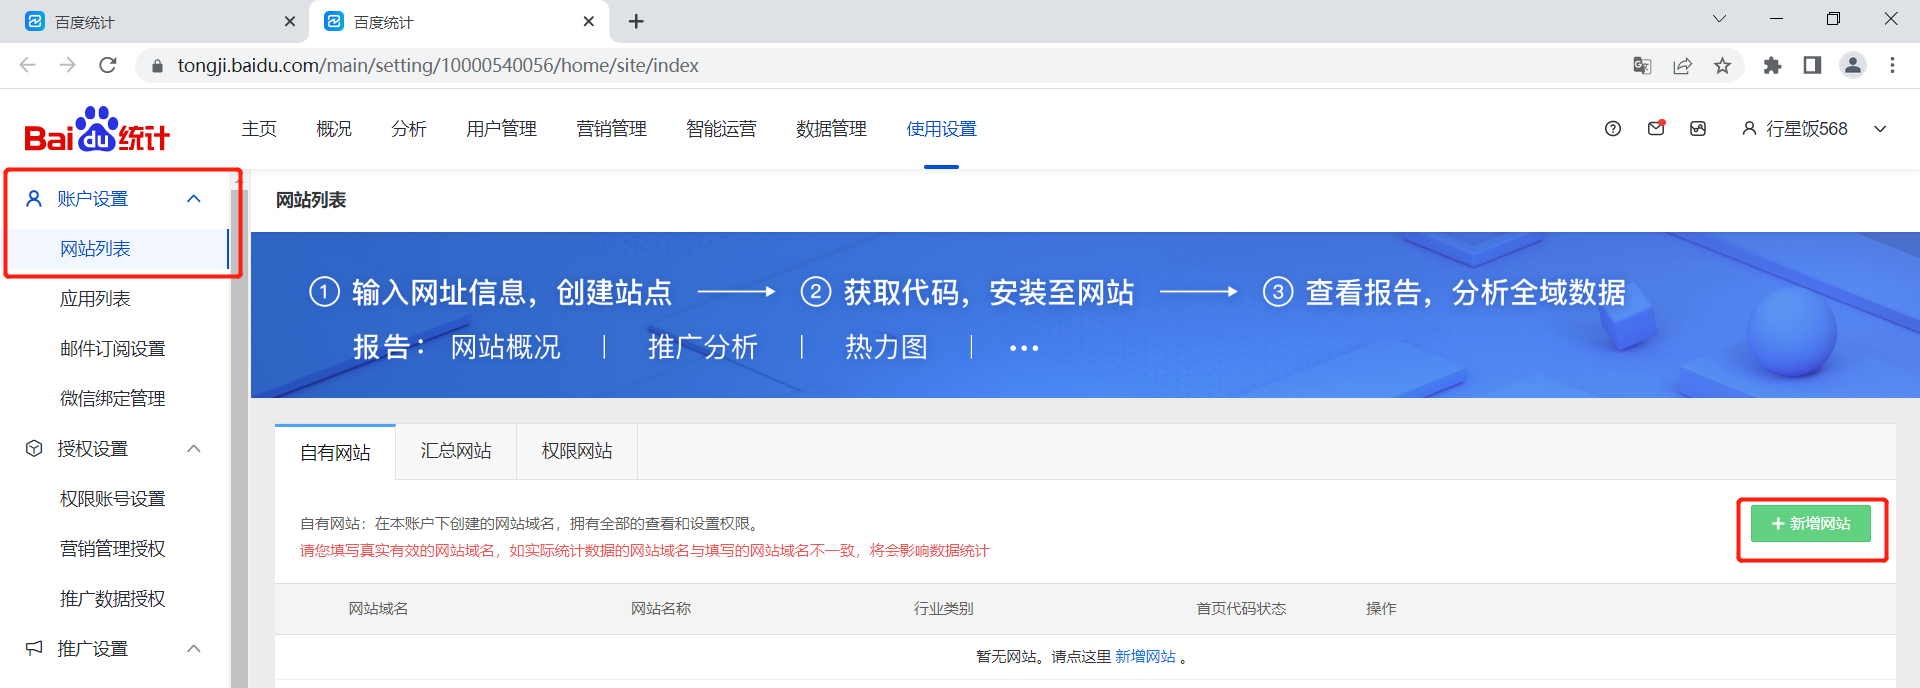 百度统计
百度统计
tongji.baidu.com/main/setting/10000540056/home/site/index
Bai du 统计
主页 概况 分析 用户管理 营销管理 智能运营 数据管理 使用设置
行星饭568
账户设置
网站列表
应用列表
邮件订阅设置
微信绑定管理
授权设置
权限账号设置
营销管理授权
推广数据授权
推广设置
网站列表
① 输入网址信息，创建站点 ② 获取代码，安装至网站 ③ 查看报告，分析全域数据
报告： 网站概况 | 推广分析 | 热力图 | •••
自有网站 汇总网站 权限网站
自有网站：在本账户下创建的网站域名，拥有全部的查看和设置权限。
请您填写真实有效的网站域名，如实际统计数据的网站域名与填写的网站域名不一致，将会影响数据统计
+ 新增网站
网站域名 网站名称 行业类别 首页代码状态 操作
暂无网站。请点这里 新增网站 。